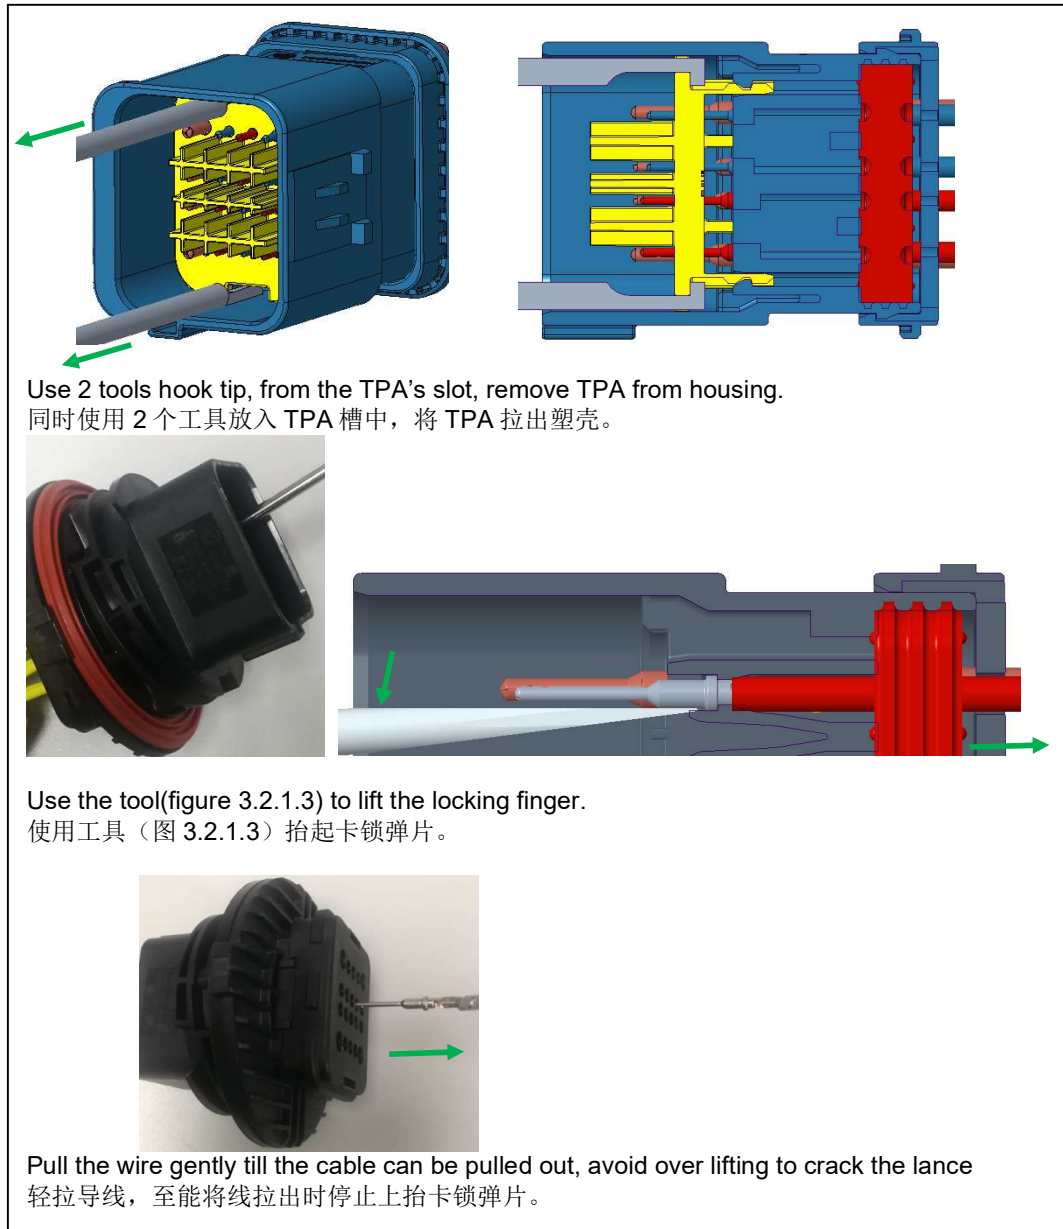 Use 2 tools hook tip, from the TPA’s slot, remove TPA from housing.
同时使用 2 个工具放入 TPA 槽中，将 TPA 拉出塑壳。
Use the tool(figure 3.2.1.3) to lift the locking finger.
使用工具（图 3.2.1.3）抬起卡锁弹片。
Pull the wire gently till the cable can be pulled out, avoid over lifting to crack the lance
轻拉导线，至能将线拉出时停止上抬卡锁弹片。